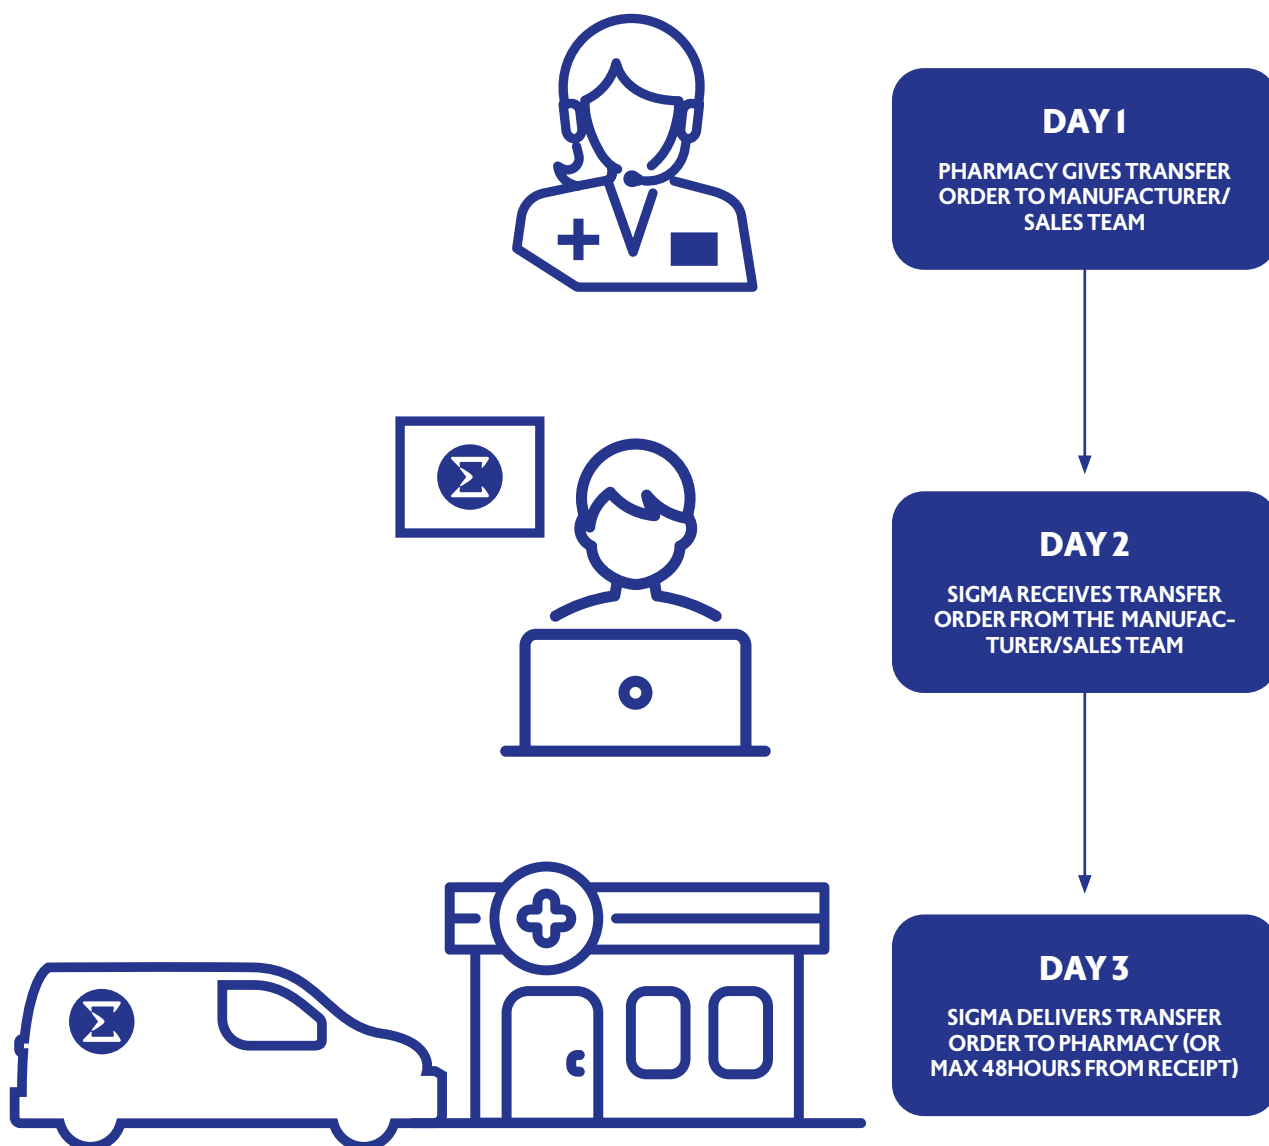 DAY 1
PHARMACY GIVES TRANSFER
ORDER TO MANUFACTURER/
SALES TEAM
DAY 2
SIGMA RECEIVES TRANSFER
ORDER FROM THE MANUFAC-
TURER/SALES TEAM
DAY 3
SIGMA DELIVERS TRANSFER
ORDER TO PHARMACY (OR
MAX 48HOURS FROM RECEIPT)